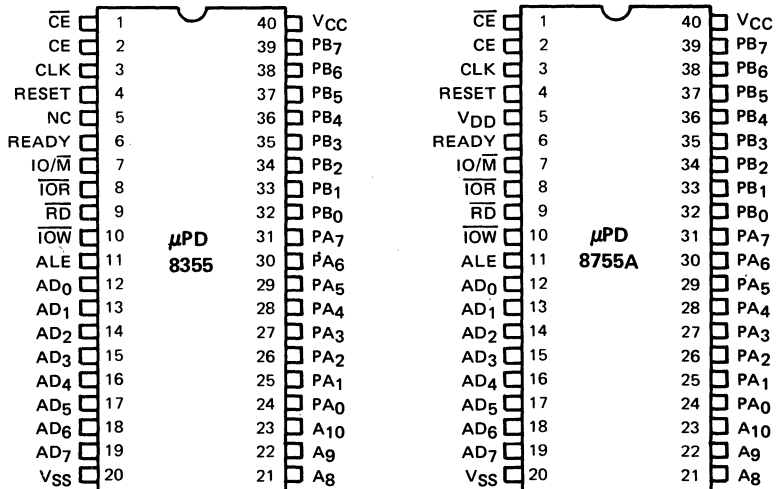 C̅E̅ 1 40 VCC C̅E̅ 1 40 VCC
CE 2 39 PB7 CE 2 39 PB7
CLK 3 38 PB6 CLK 3 38 PB6
RESET 4 37 PB5 RESET 4 37 PB5
NC 5 36 PB4 VDD 5 36 PB4
READY 6 35 PB3 READY 6 35 PB3
IO/M̅ 7 34 PB2 IO/M̅ 7 34 PB2
I̅O̅R̅ 8 33 PB1 I̅O̅R̅ 8 33 PB1
R̅D̅ 9 32 PB0 R̅D̅ 9 32 PB0
I̅O̅W̅ 10 μPD 31 PA7 I̅O̅W̅ 10 μPD 31 PA7
ALE 11 8355 30 PA6 ALE 11 8755A 30 PA6
AD0 12 29 PA5 AD0 12 29 PA5
AD1 13 28 PA4 AD1 13 28 PA4
AD2 14 27 PA3 AD2 14 27 PA3
AD3 15 26 PA2 AD3 15 26 PA2
AD4 16 25 PA1 AD4 16 25 PA1
AD5 17 24 PA0 AD5 17 24 PA0
AD6 18 23 A10 AD6 18 23 A10
AD7 19 22 A9 AD7 19 22 A9
VSS 20 21 A8 VSS 20 21 A8